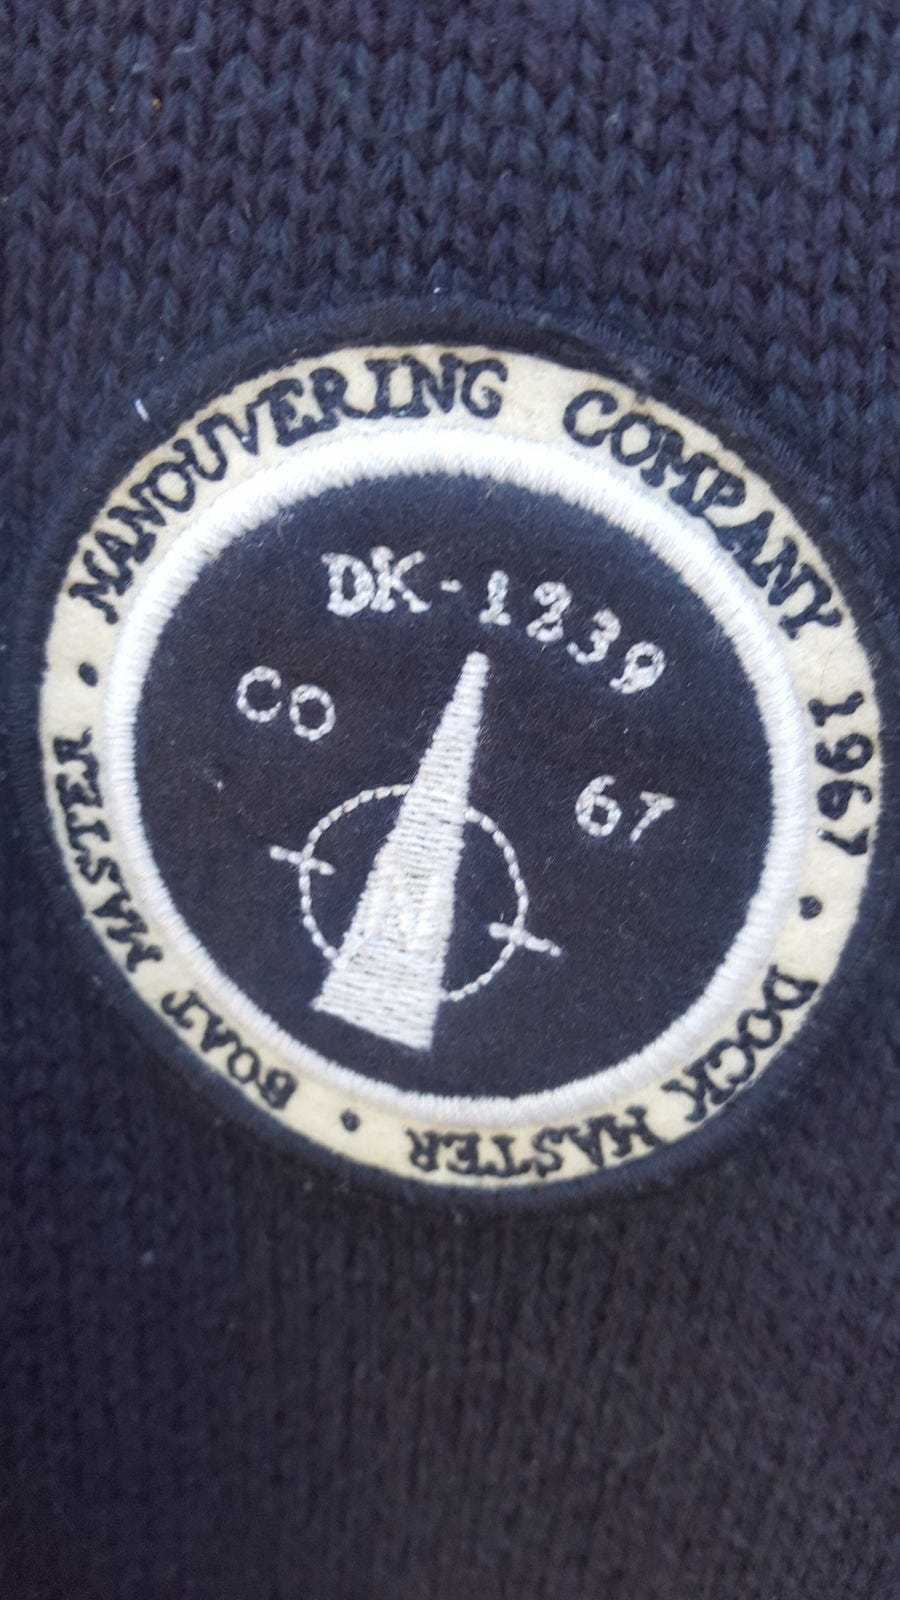 MANOUVERING COMPANY 1967 • DOCK MASTER • BOAT MASTER •
DK-1239
CO
67